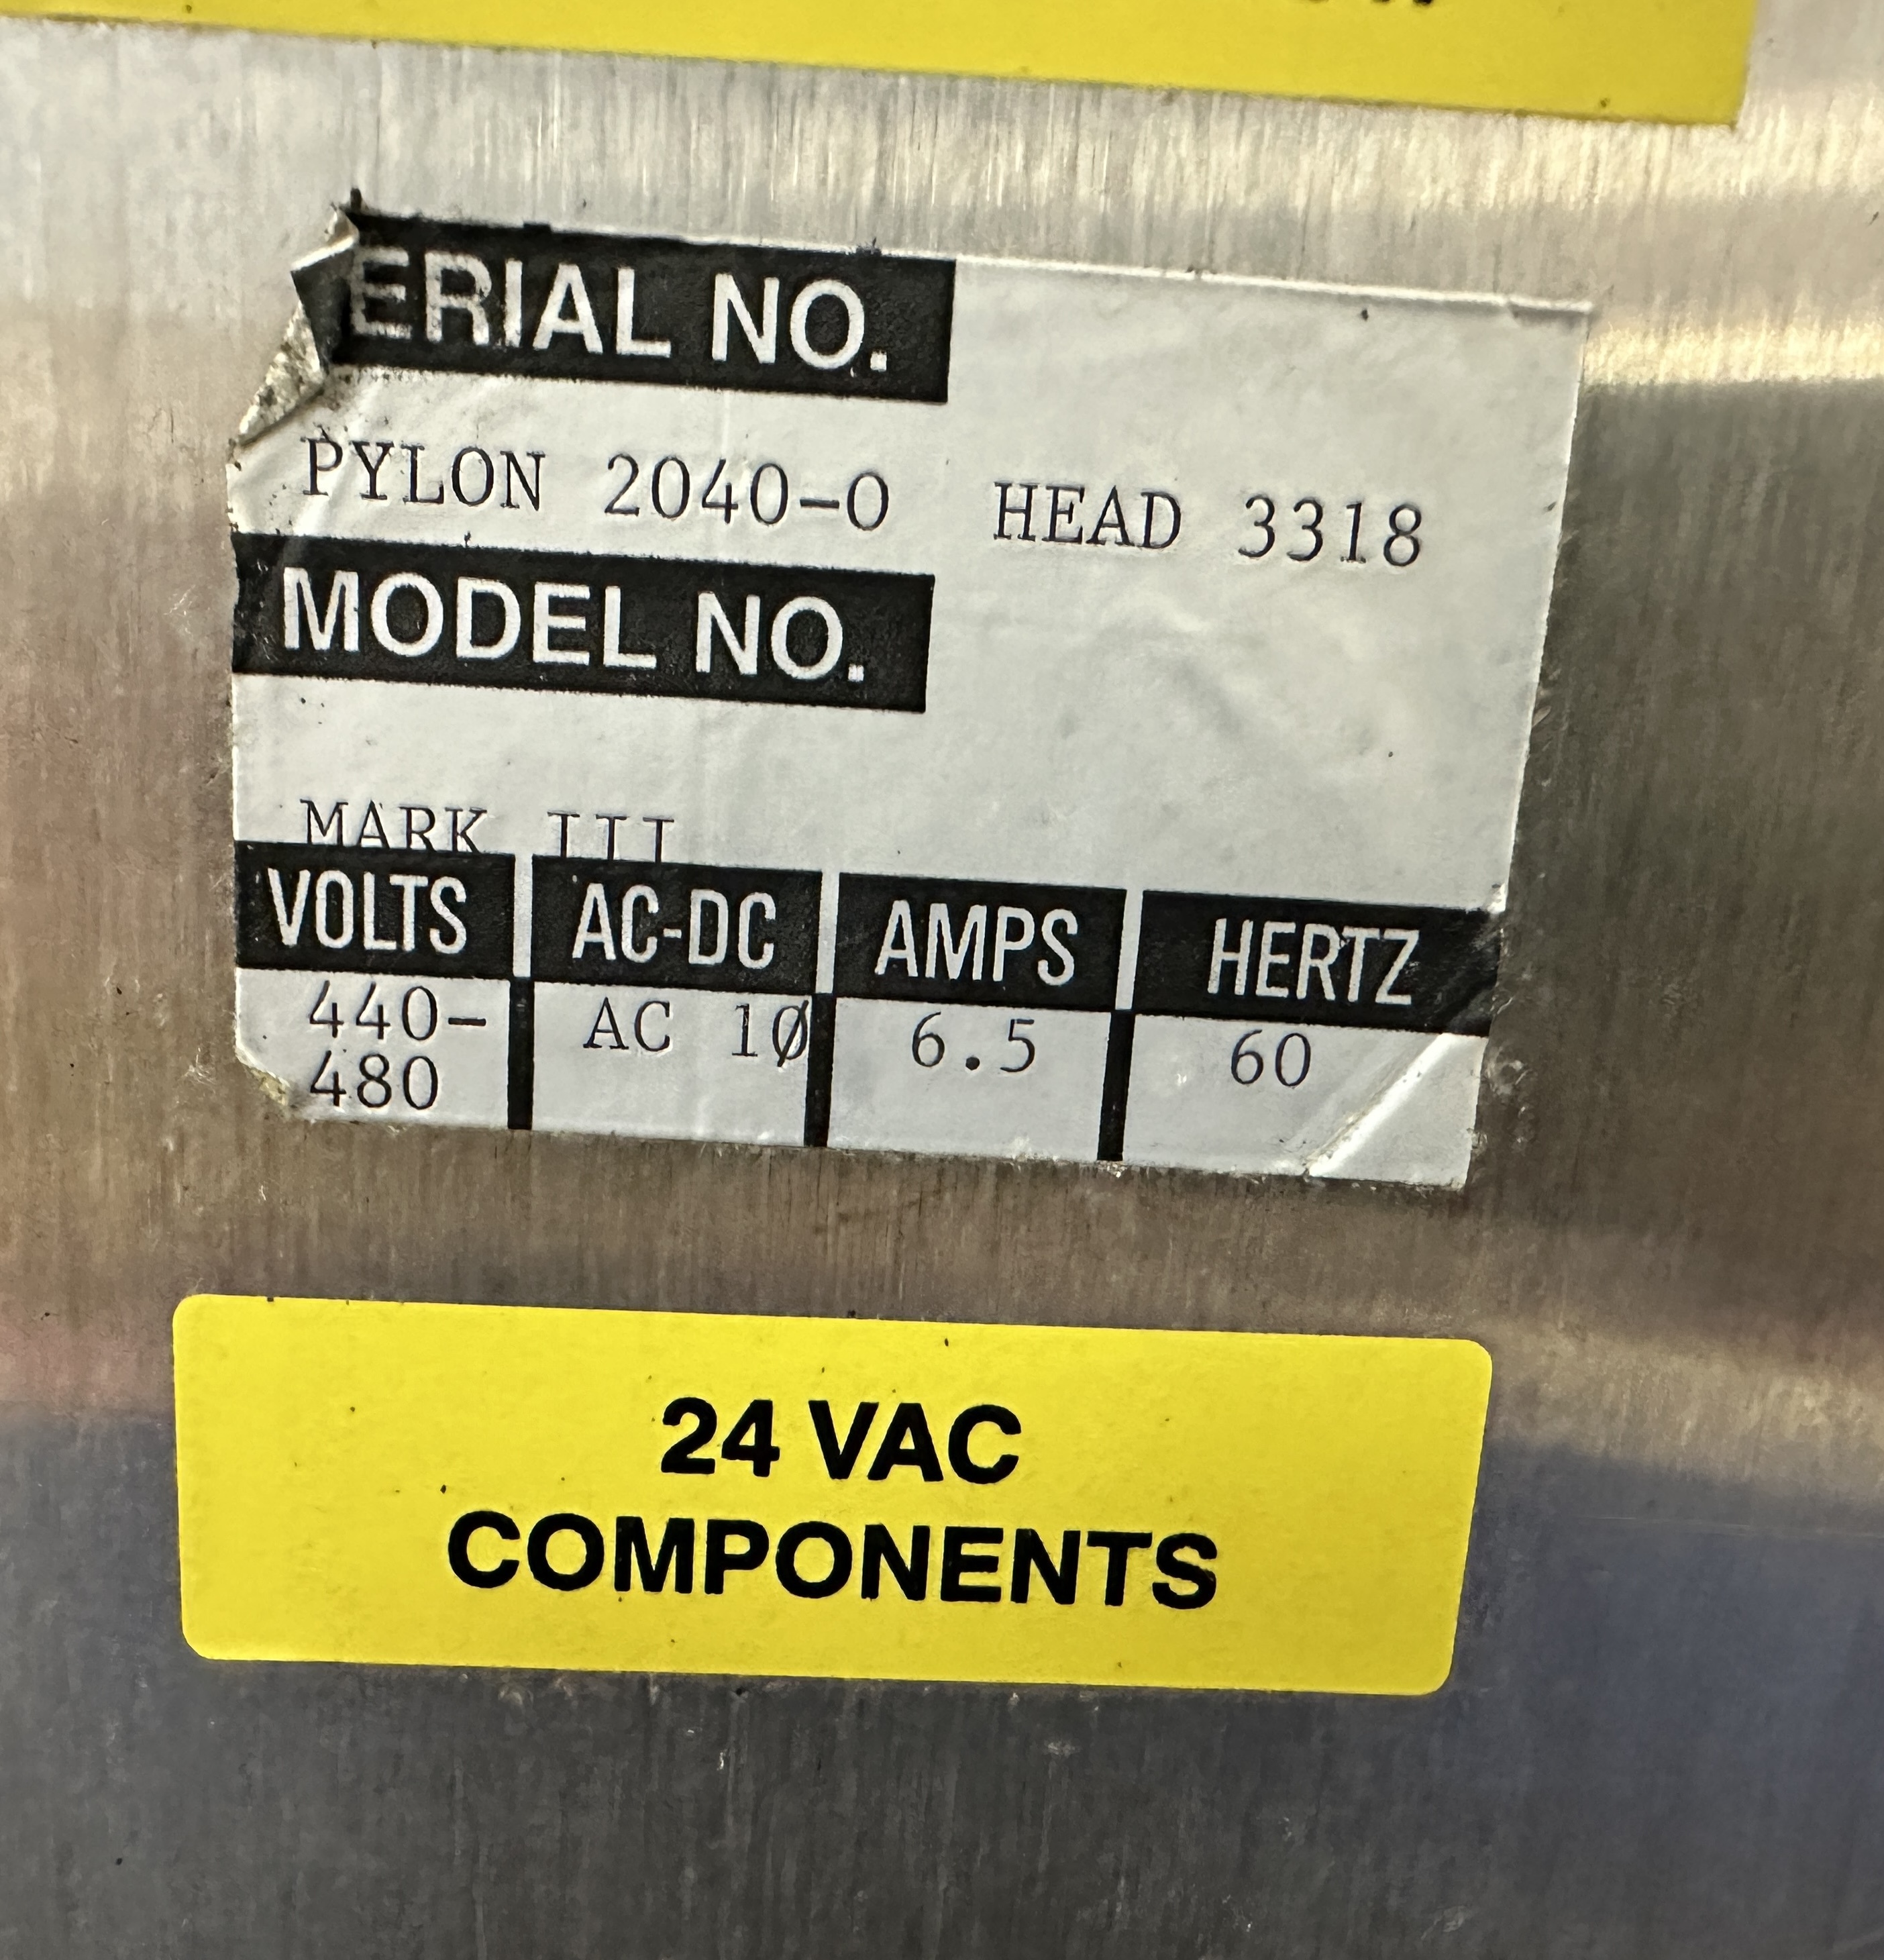 ERIAL NO.
PYLON 2040-0 HEAD 3318
MODEL NO.
MARK III
VOLTS AC-DC AMPS HERTZ
440- AC 1Ø 6.5 60
480
24 VAC
COMPONENTS